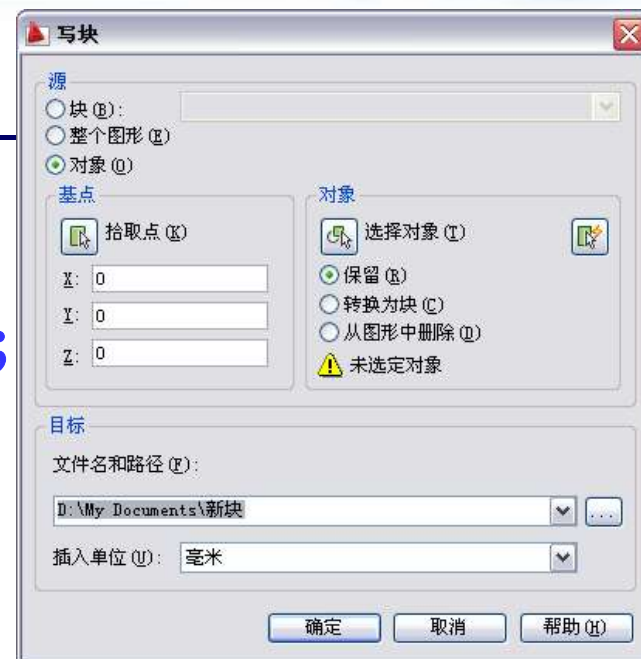 写块
源
块(B):
整个图形(E)
对象(O)
基点
拾取点(K)
X: 0
Y: 0
Z: 0
对象
选择对象(T)
保留(R)
转换为块(C)
从图形中删除(D)
未选定对象
目标
文件名和路径(F):
D:\My Documents\新块
...
插入单位(U): 毫米
确定 取消 帮助(H)